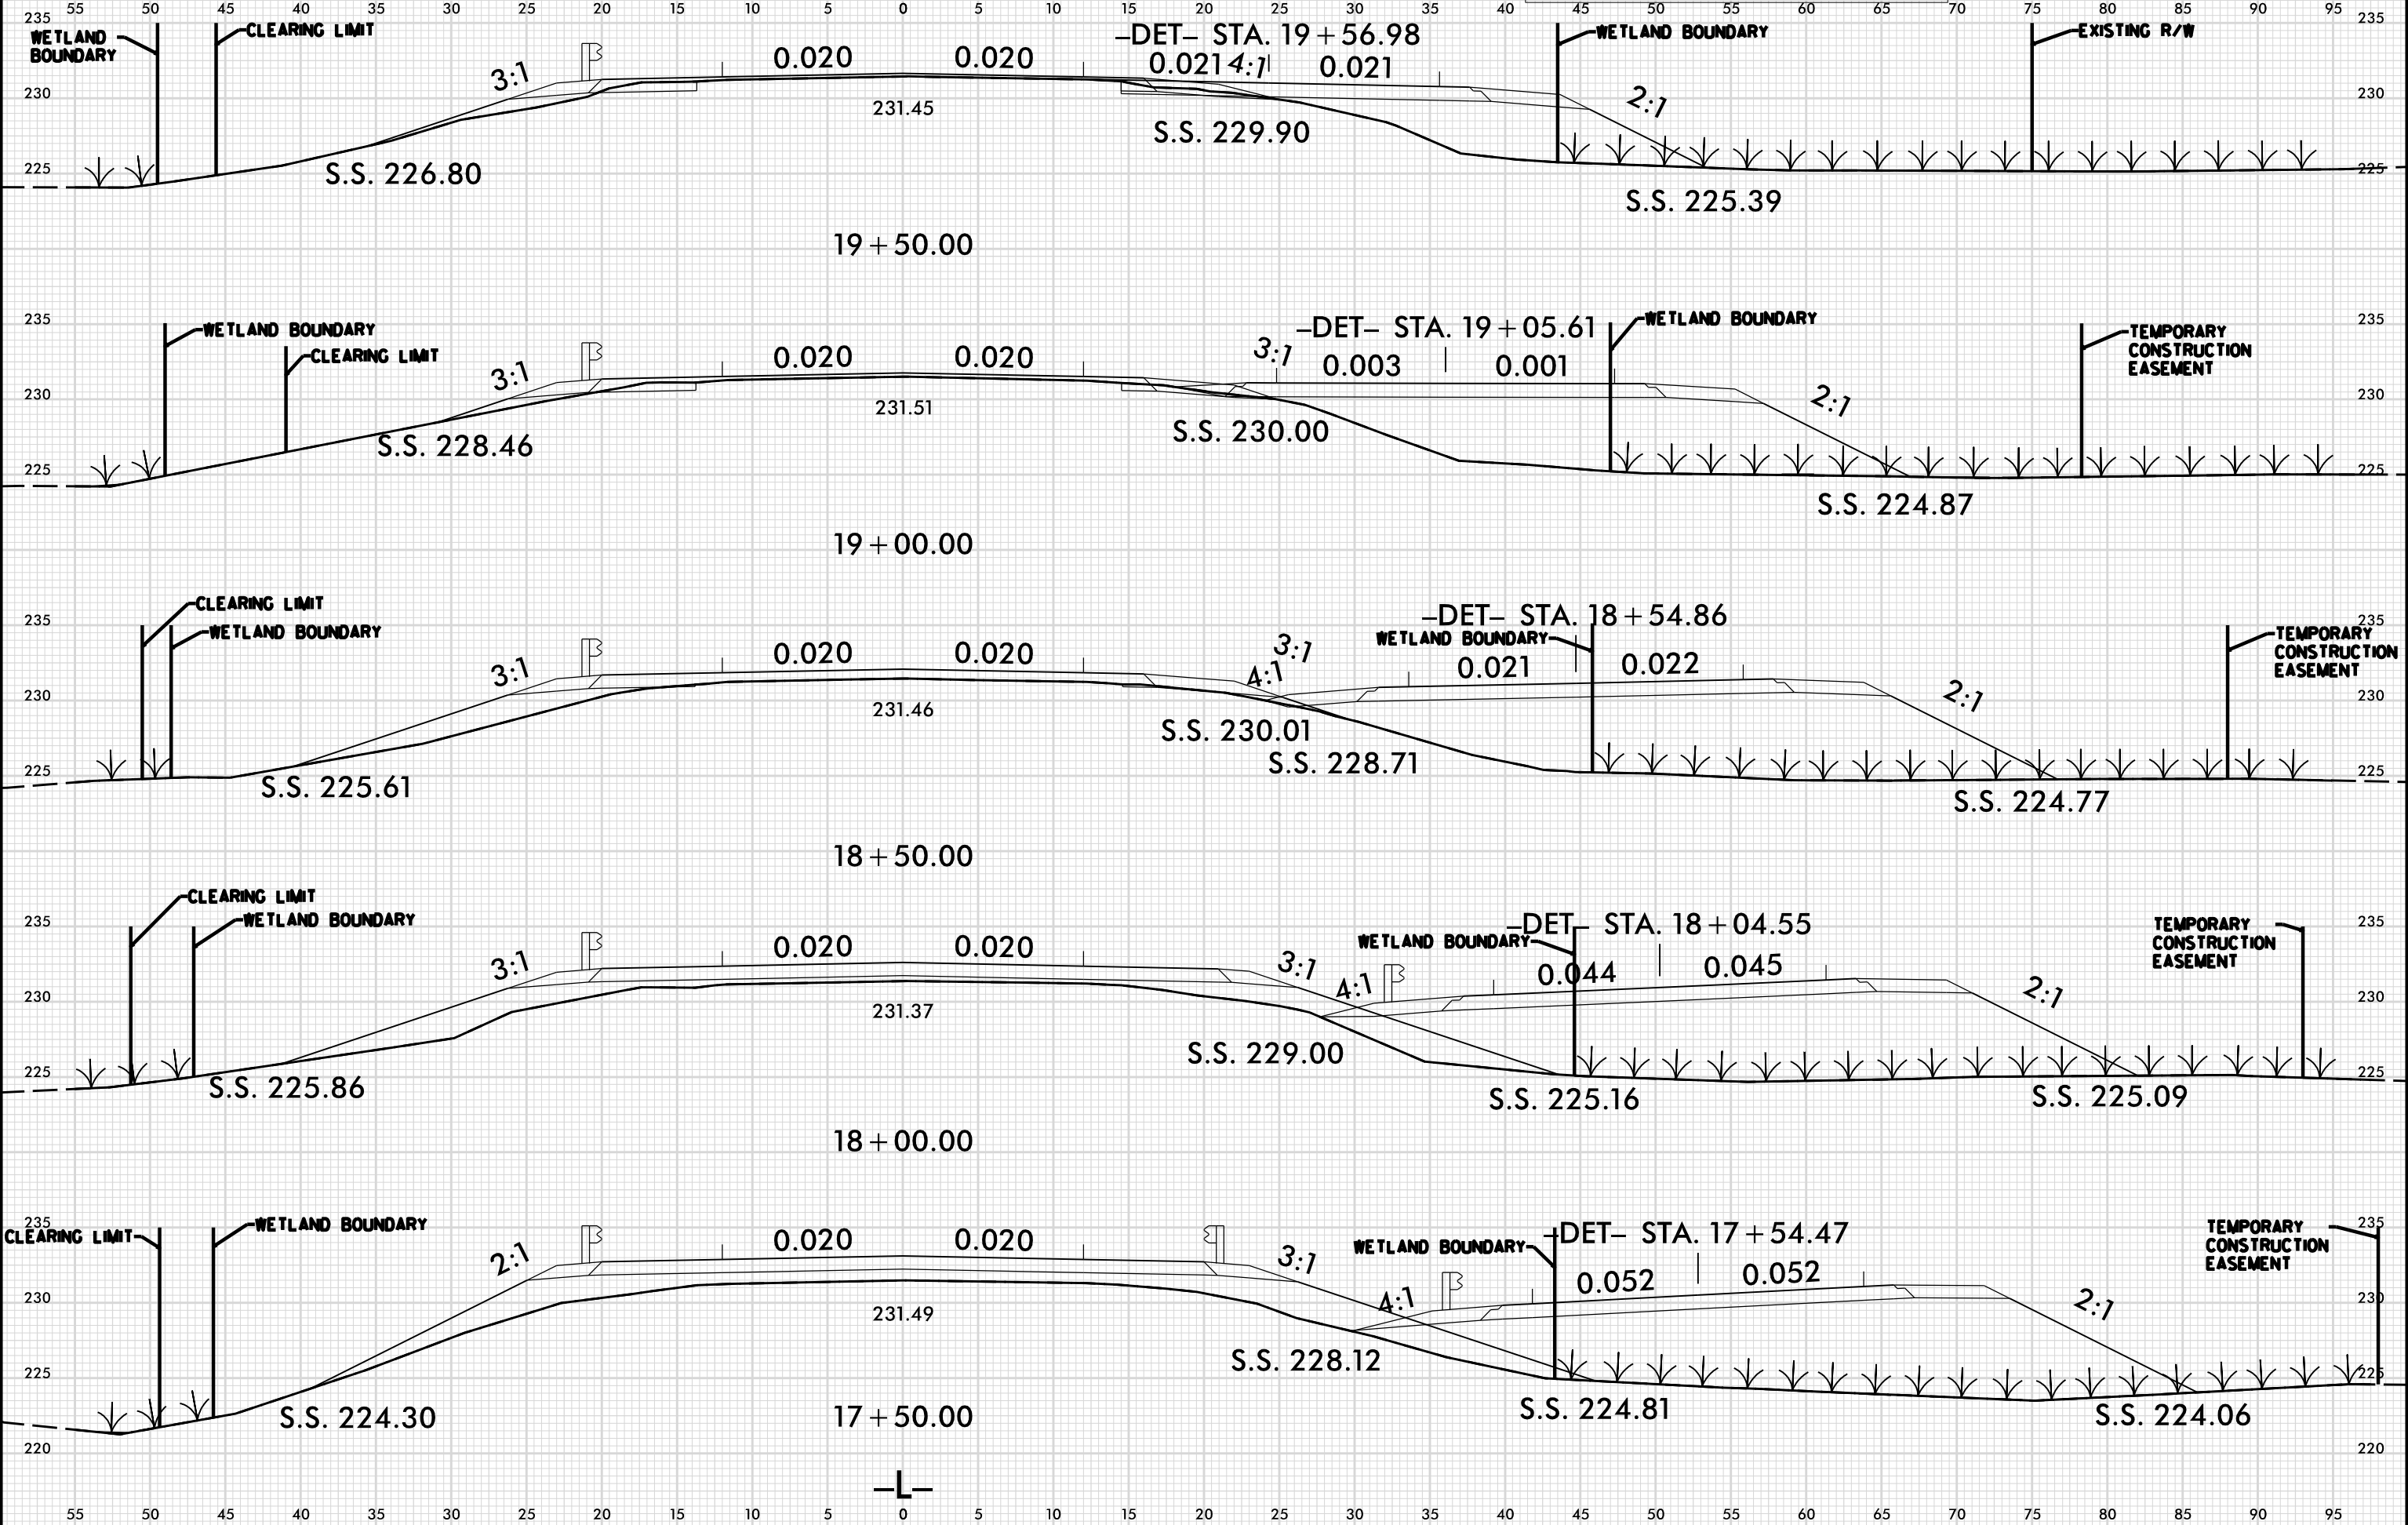 55 50 45 40 35 30 25 20 15 10 5 0 5 10 15 20 25 30 35 40 45 50 55 60 65 70 75 80 85 90 95
235 235
WETLAND
BOUNDARY
CLEARING LIMIT
–DET– STA. 19+56.98
WETLAND BOUNDARY
EXISTING R/W
3:1 0.020 0.020 0.021 4:1 0.021 2:1
230 230
231.45
S.S. 229.90
225 225
S.S. 226.80
S.S. 225.39
19+50.00
235 235
WETLAND BOUNDARY
CLEARING LIMIT
–DET– STA. 19+05.61
WETLAND BOUNDARY
TEMPORARY
CONSTRUCTION
EASEMENT
3:1 0.020 0.020 3:1 0.003 0.001 2:1
230 230
231.51
S.S. 230.00
S.S. 228.46
225 225
S.S. 224.87
19+00.00
CLEARING LIMIT
–DET– STA. 18+54.86
235 235
WETLAND BOUNDARY
WETLAND BOUNDARY
TEMPORARY
CONSTRUCTION
EASEMENT
3:1 0.020 0.020 3:1 4:1 0.021 0.022 2:1
230 230
231.46
S.S. 230.01
S.S. 228.71
225 225
S.S. 225.61
S.S. 224.77
18+50.00
CLEARING LIMIT
235 235
WETLAND BOUNDARY
–DET– STA. 18+04.55
WETLAND BOUNDARY
TEMPORARY
CONSTRUCTION
EASEMENT
3:1 0.020 0.020 3:1 4:1 0.044 0.045 2:1
230 230
231.37
S.S. 229.00
225 225
S.S. 225.86
S.S. 225.16
S.S. 225.09
18+00.00
235 235
CLEARING LIMIT
WETLAND BOUNDARY
–DET– STA. 17+54.47
WETLAND BOUNDARY
TEMPORARY
CONSTRUCTION
EASEMENT
2:1 0.020 0.020 3:1 4:1 0.052 0.052 2:1
230 230
231.49
S.S. 228.12
225 225
S.S. 224.30
S.S. 224.81
S.S. 224.06
17+50.00
220 220
–L–
55 50 45 40 35 30 25 20 15 10 5 0 5 10 15 20 25 30 35 40 45 50 55 60 65 70 75 80 85 90 95